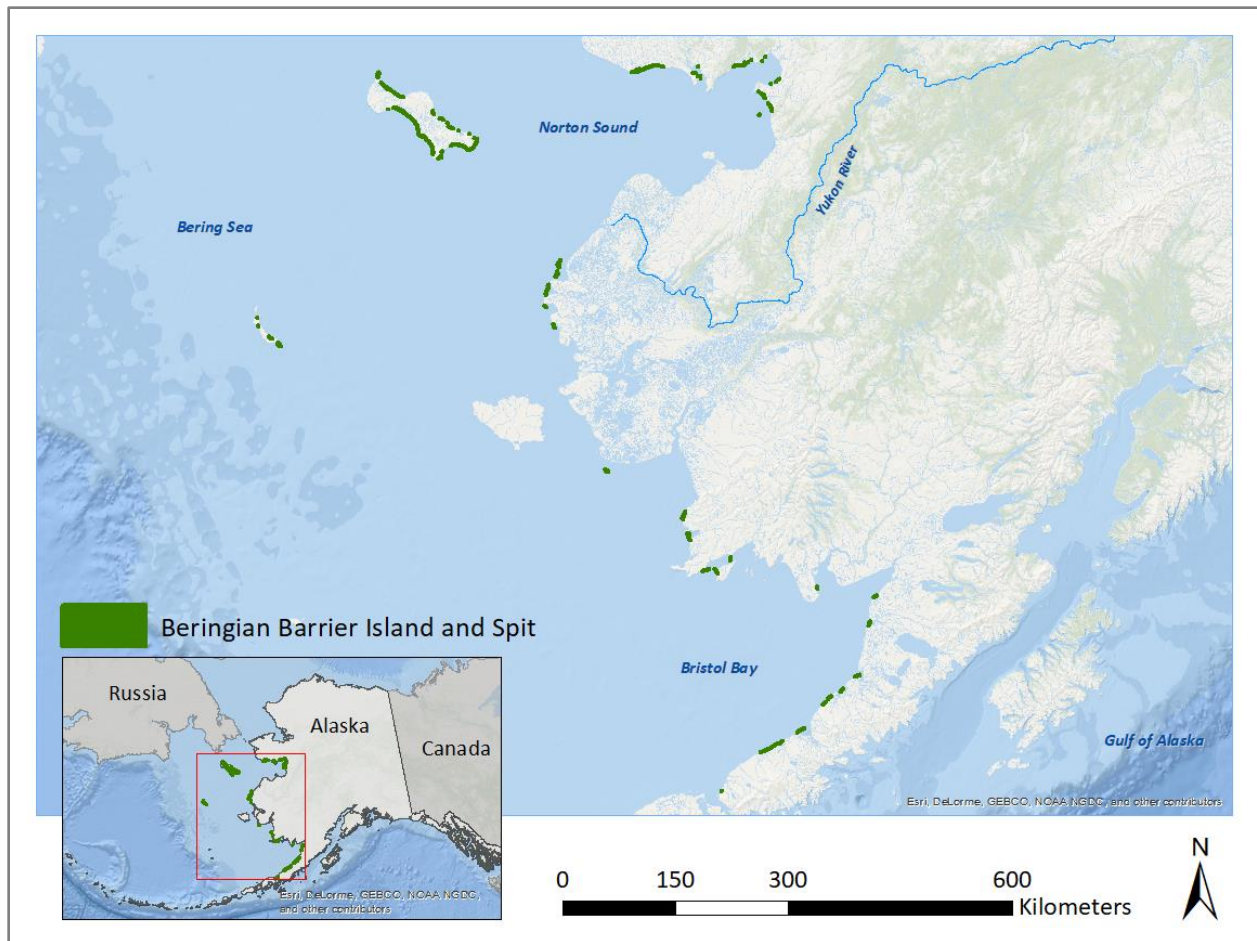 Norton Sound
Yukon River
Bering Sea
Beringian Barrier Island and Spit
Bristol Bay
Gulf of Alaska
Esri, DeLorme, GEBCO, NOAA NGDC, and other contributors
Russia
Alaska
Canada
Esri, DeLorme, GEBCO, NOAA NGDC,
and other contributors
0 150 300 600
Kilometers
N